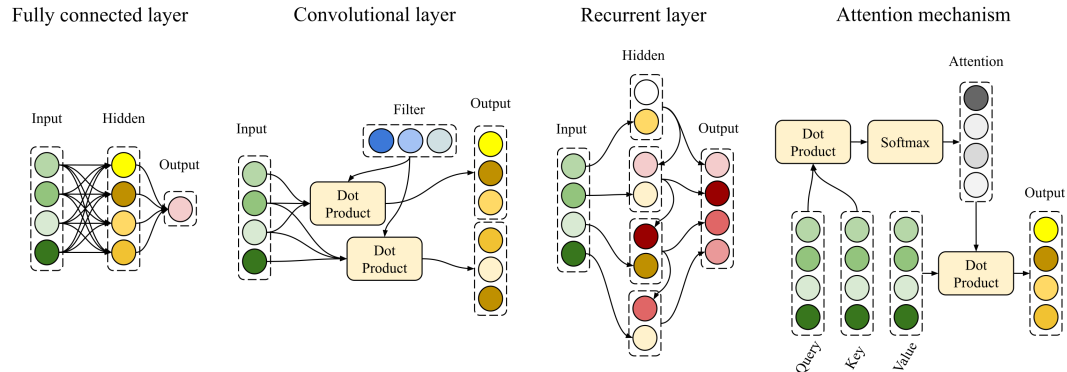 Fully connected layer
Input
Hidden
Output
Convolutional layer
Input
Filter
Output
Dot
Product
Dot
Product
Recurrent layer
Hidden
Input
Output
Attention mechanism
Attention
Dot
Product
Softmax
Output
Dot
Product
Query
Key
Value